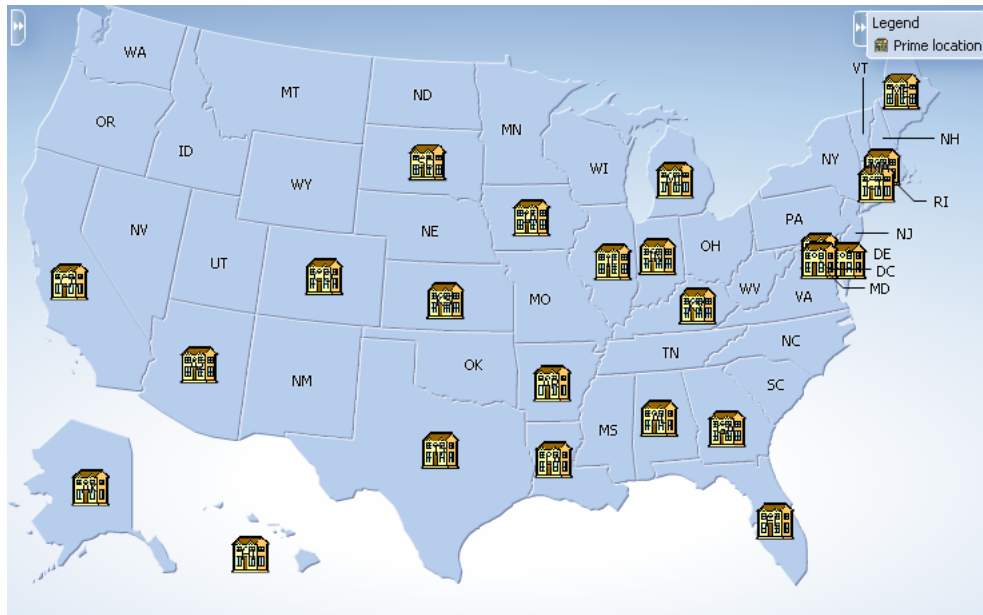 Legend
Prime location
WA
OR
ID
MT
ND
MN
WI
VT
NH
NY
RI
WY
NV
UT
NE
PA
NJ
OH
DE
DC
MD
MO
WV
VA
OK
TN
NC
SC
NM
MS